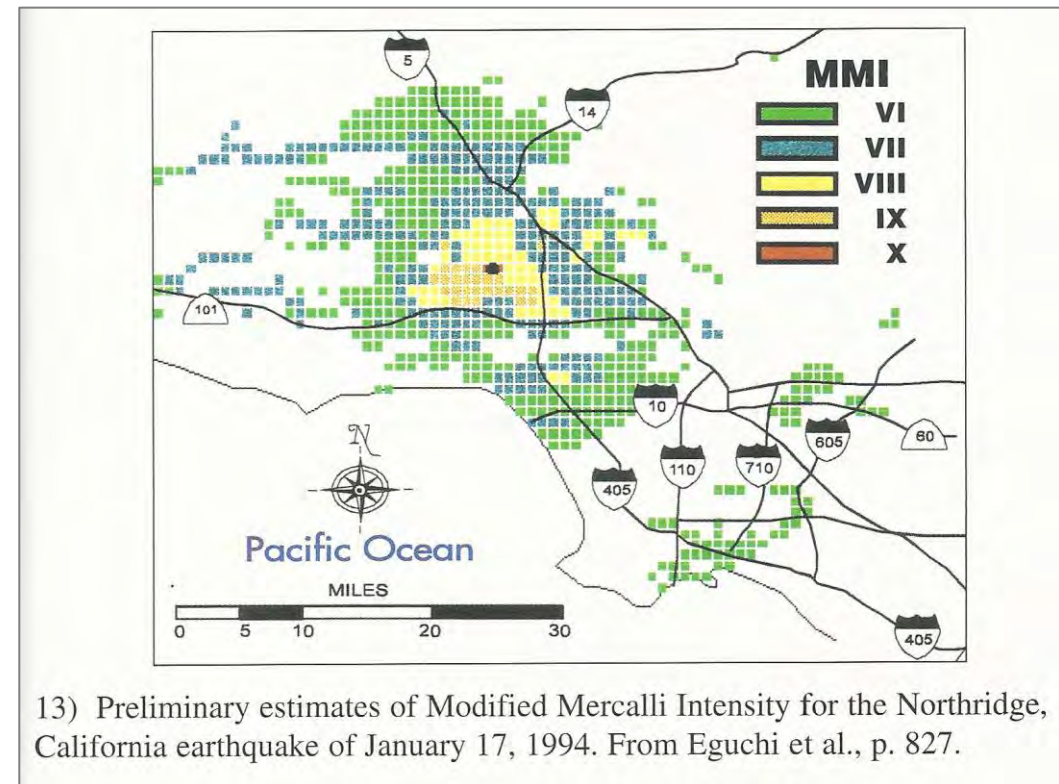 5
14
MMI
VI
VII
VIII
IX
X
101
10
60
605
110
710
405
N
Pacific Ocean
MILES
0 5 10 20 30
405
13) Preliminary estimates of Modified Mercalli Intensity for the Northridge,
California earthquake of January 17, 1994. From Eguchi et al., p. 827.